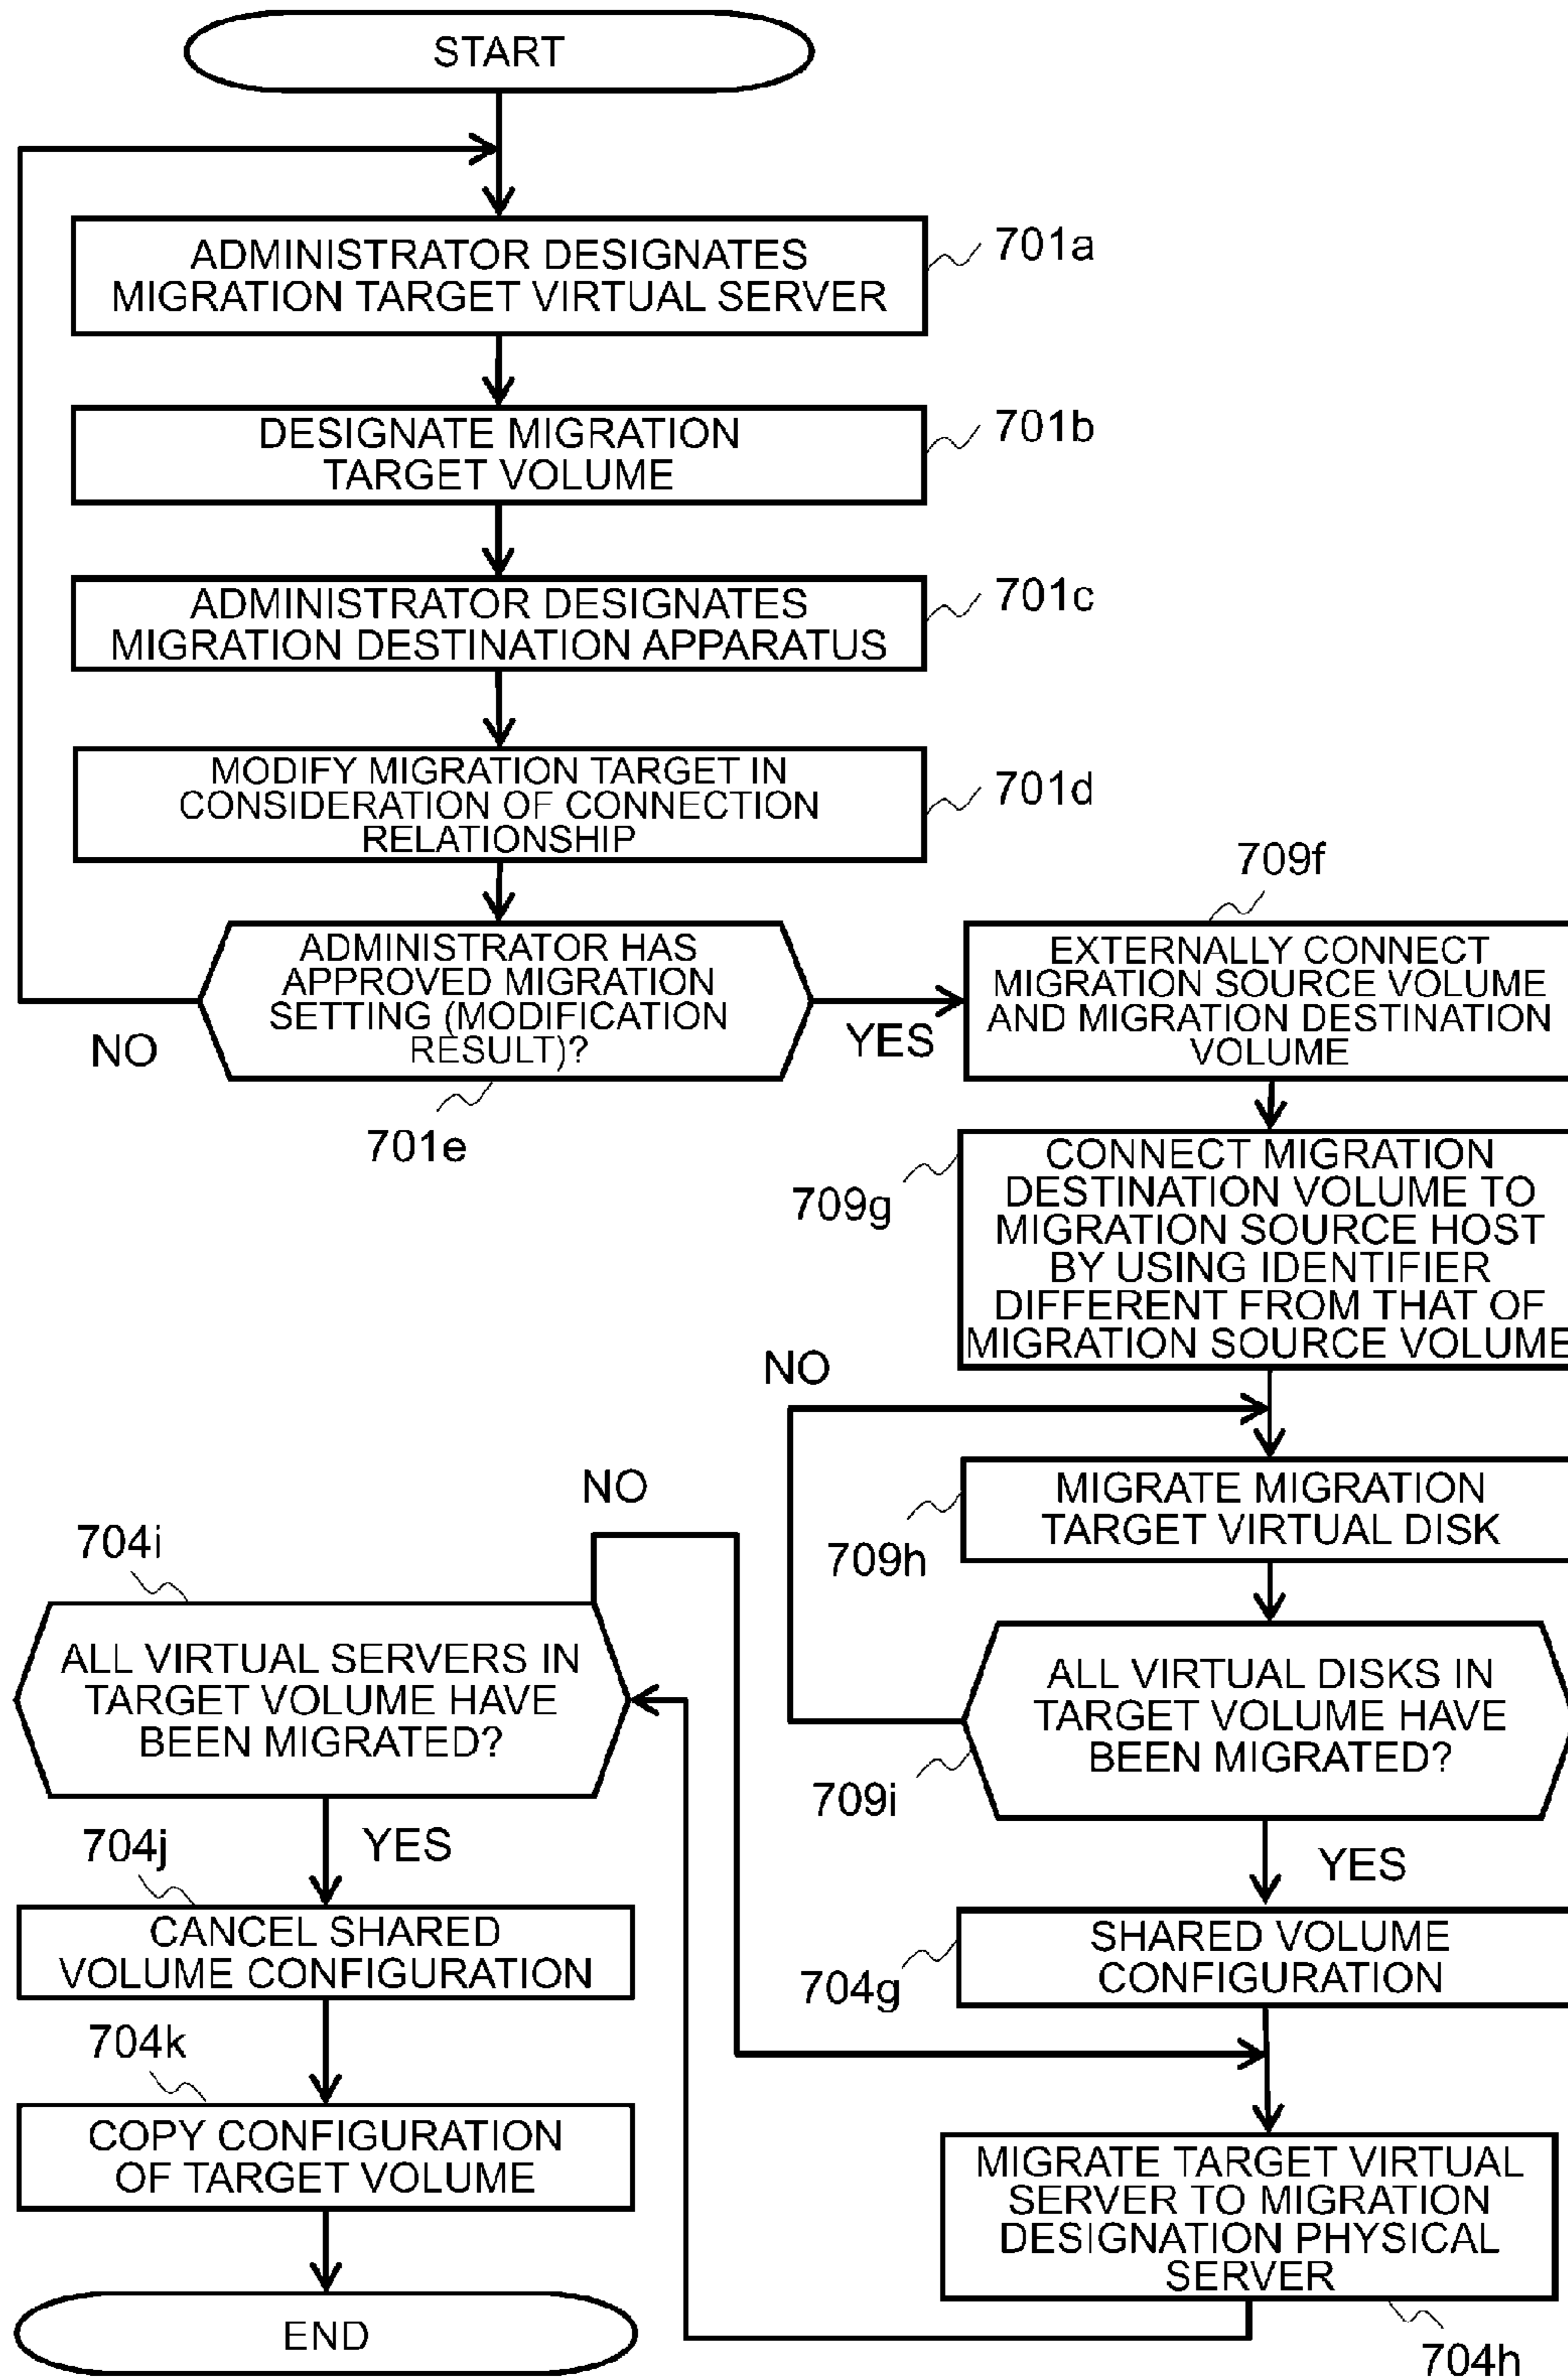 START
ADMINISTRATOR DESIGNATES
MIGRATION TARGET VIRTUAL SERVER
701a
DESIGNATE MIGRATION
TARGET VOLUME
701b
ADMINISTRATOR DESIGNATES
MIGRATION DESTINATION APPARATUS
701c
MODIFY MIGRATION TARGET IN
CONSIDERATION OF CONNECTION
RELATIONSHIP
701d
ADMINISTRATOR HAS
APPROVED MIGRATION
SETTING (MODIFICATION
RESULT)?
NO
YES
701e
709f
EXTERNALLY CONNECT
MIGRATION SOURCE VOLUME
AND MIGRATION DESTINATION
VOLUME
CONNECT MIGRATION
DESTINATION VOLUME TO
MIGRATION SOURCE HOST
BY USING IDENTIFIER
DIFFERENT FROM THAT OF
MIGRATION SOURCE VOLUME
709g
NO
MIGRATE MIGRATION
TARGET VIRTUAL DISK
709h
ALL VIRTUAL DISKS IN
TARGET VOLUME HAVE
BEEN MIGRATED?
709i
YES
SHARED VOLUME
CONFIGURATION
704g
MIGRATE TARGET VIRTUAL
SERVER TO MIGRATION
DESIGNATION PHYSICAL
SERVER
704h
NO
704i
ALL VIRTUAL SERVERS IN
TARGET VOLUME HAVE
BEEN MIGRATED?
YES
704j
CANCEL SHARED
VOLUME CONFIGURATION
704k
COPY CONFIGURATION
OF TARGET VOLUME
END